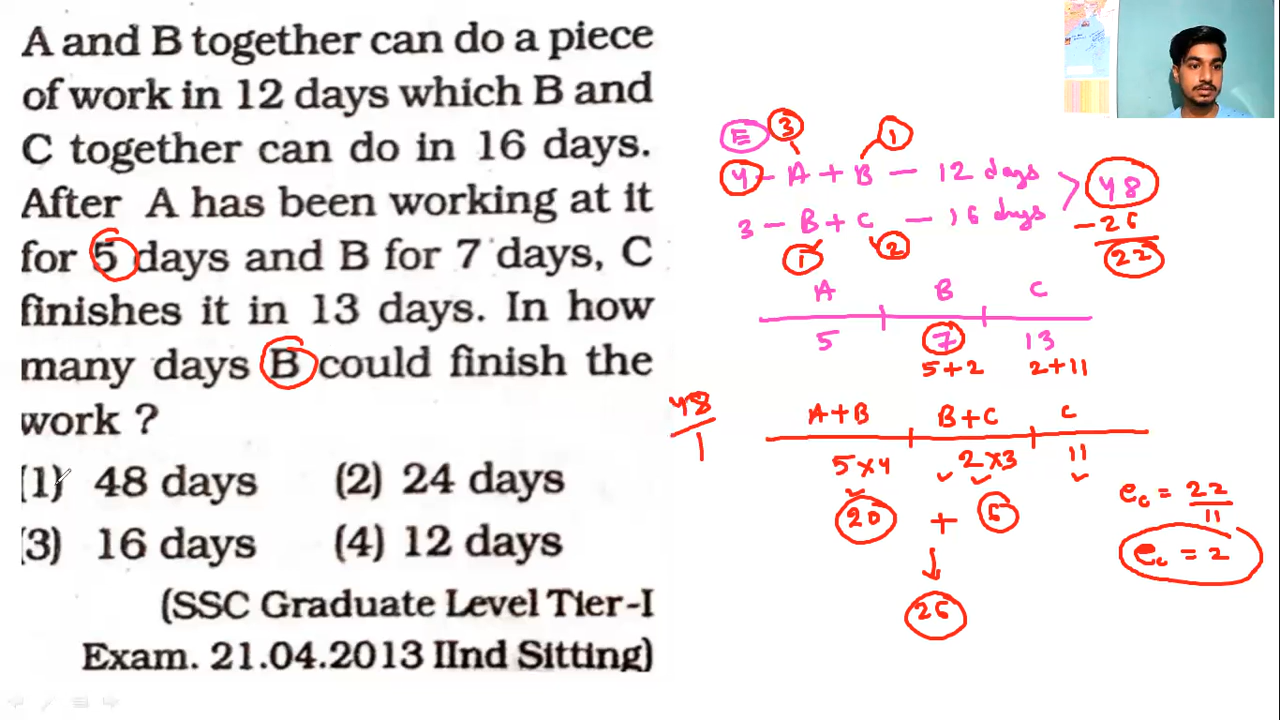 A and B together can do a piece
of work in 12 days which B and
C together can do in 16 days.
After A has been working at it
for 5 days and B for 7 days, C
finishes it in 13 days. In how
many days B could finish the
work ?
(1) 48 days (2) 24 days
(3) 16 days (4) 12 days
(SSC Graduate Level Tier-I
Exam. 21.04.2013 IInd Sitting)
E 3 1
4 - A + B - 12 days 48
3 - B + C - 16 days - 26
1 2 22
A B C
5 7 13
5+2 2+11
48
1
A+B B+C C
5×4 2×3 11
20 + 6
26
ec = 22
11
ec = 2